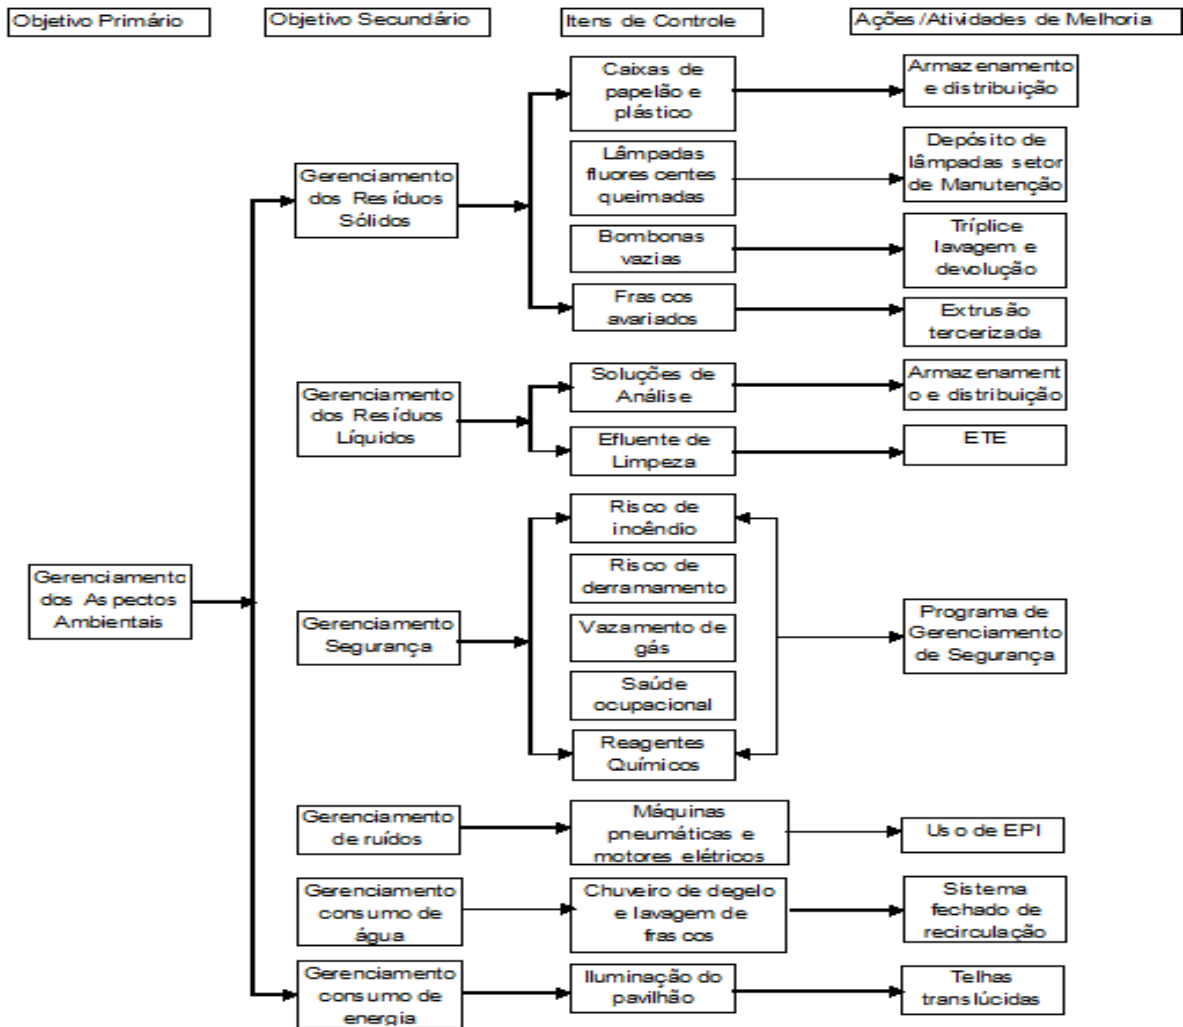 Objetivo Primário
Objetivo Secundário
Itens de Controle
Ações/Atividades de Melhoria
Gerenciamento
dos Aspectos
Ambientais
Gerenciamento
dos Resíduos
Sólidos
Caixas de
papelão e
plástico
Armazenamento
e distribuição
Lâmpadas
fluorescentes
queimadas
Depósito de
lâmpadas setor
de Manutenção
Bombonas
vazias
Tríplice
lavagem e
devolução
Frascos
avariados
Extrusão
tercerizada
Gerenciamento
dos Resíduos
Líquidos
Soluções de
Análise
Armazenament
o e distribuição
Efluente de
Limpeza
ETE
Gerenciamento
Segurança
Risco de
incêndio
Risco de
derramamento
Vazamento de
gás
Saúde
ocupacional
Reagentes
Químicos
Programa de
Gerenciamento
de Segurança
Gerenciamento
de ruídos
Máquinas
pneumáticas e
motores elétricos
Uso de EPI
Gerenciamento
consumo de
água
Chuveiro de degelo
e lavagem de
frascos
Sistema
fechado de
recirculação
Gerenciamento
consumo de
energia
Iluminação do
pavilhão
Telhas
translúcidas